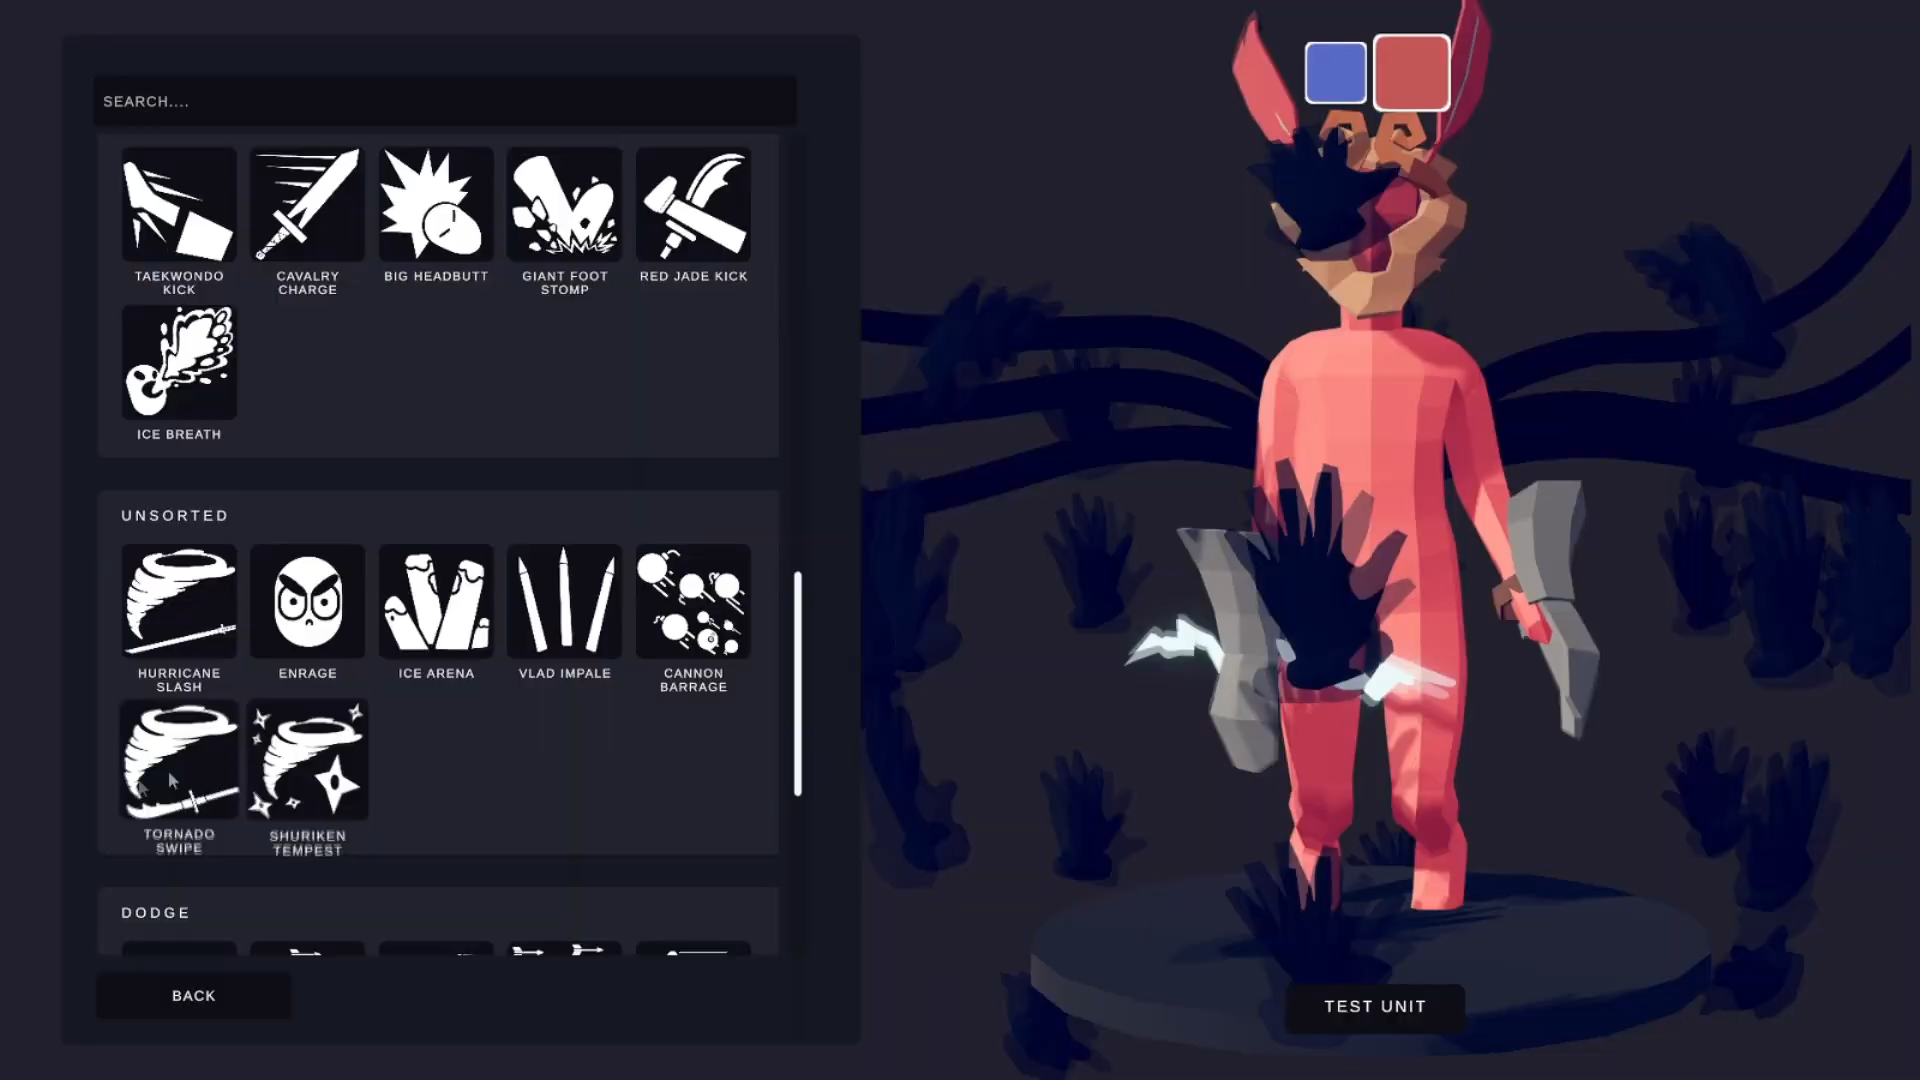 SEARCH....
TAEKWONDO
KICK
CAVALRY
CHARGE
BIG HEADBUTT
GIANT FOOT
STOMP
RED JADE KICK
ICE BREATH
UNSORTED
HURRICANE
SLASH
ENRAGE
ICE ARENA
VLAD IMPALE
CANNON
BARRAGE
TORNADO
SWIPE
SHURIKEN
TEMPEST
DODGE
BACK
TEST UNIT